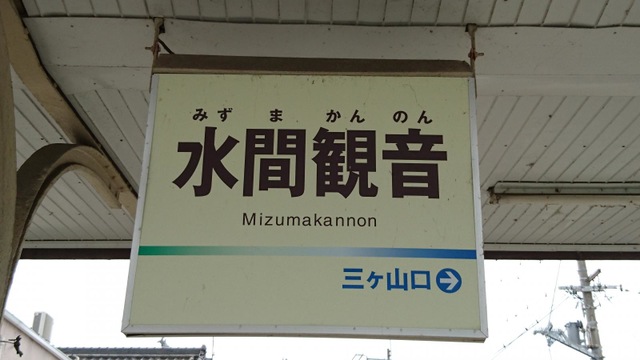 みずまかんのん
水間観音
Mizumakannon
三ヶ山口